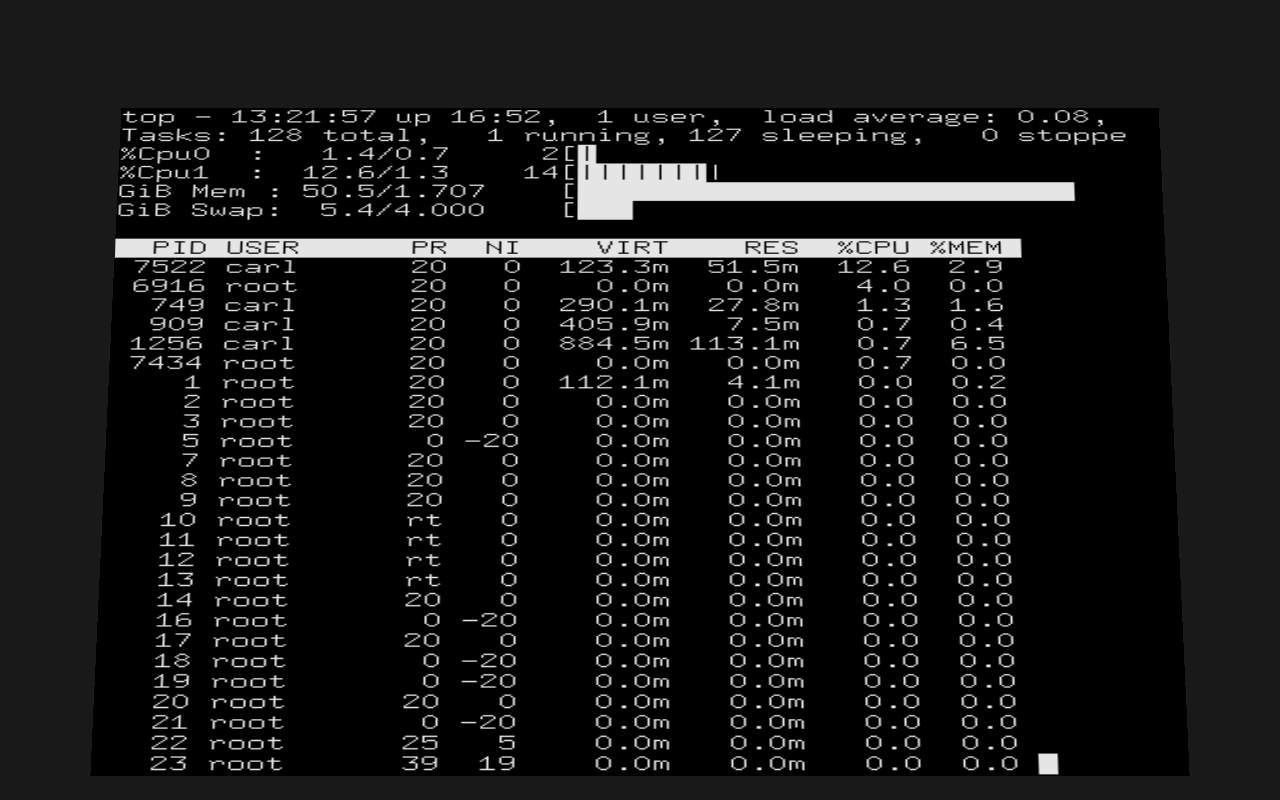 top - 13:21:57 up 16:52,  1 user,  load average: 0.08,
Tasks: 128 total,   1 running, 127 sleeping,   0 stoppe
%Cpu0  :   1.4/0.7     2[|
%Cpu1  :  12.6/1.3    14[||||||||
GiB Mem : 50.5/1.707     [
GiB Swap:  5.4/4.000     [
PID USER      PR  NI    VIRT    RES  %CPU %MEM
7522 carl      20   0  123.3m  51.5m  12.6  2.9
6916 root      20   0    0.0m   0.0m   4.0  0.0
749 carl      20   0  290.1m  27.8m   1.3  1.6
909 carl      20   0  405.9m   7.5m   0.7  0.4
1256 carl      20   0  884.5m 113.1m   0.7  6.5
7434 root      20   0    0.0m   0.0m   0.7  0.0
1 root      20   0  112.1m   4.1m   0.0  0.2
2 root      20   0    0.0m   0.0m   0.0  0.0
3 root      20   0    0.0m   0.0m   0.0  0.0
5 root       0 -20    0.0m   0.0m   0.0  0.0
7 root      20   0    0.0m   0.0m   0.0  0.0
8 root      20   0    0.0m   0.0m   0.0  0.0
9 root      20   0    0.0m   0.0m   0.0  0.0
10 root      rt   0    0.0m   0.0m   0.0  0.0
11 root      rt   0    0.0m   0.0m   0.0  0.0
12 root      rt   0    0.0m   0.0m   0.0  0.0
13 root      rt   0    0.0m   0.0m   0.0  0.0
14 root      20   0    0.0m   0.0m   0.0  0.0
16 root       0 -20    0.0m   0.0m   0.0  0.0
17 root      20   0    0.0m   0.0m   0.0  0.0
18 root       0 -20    0.0m   0.0m   0.0  0.0
19 root       0 -20    0.0m   0.0m   0.0  0.0
20 root      20   0    0.0m   0.0m   0.0  0.0
21 root       0 -20    0.0m   0.0m   0.0  0.0
22 root      25   5    0.0m   0.0m   0.0  0.0
23 root      39  19    0.0m   0.0m   0.0  0.0